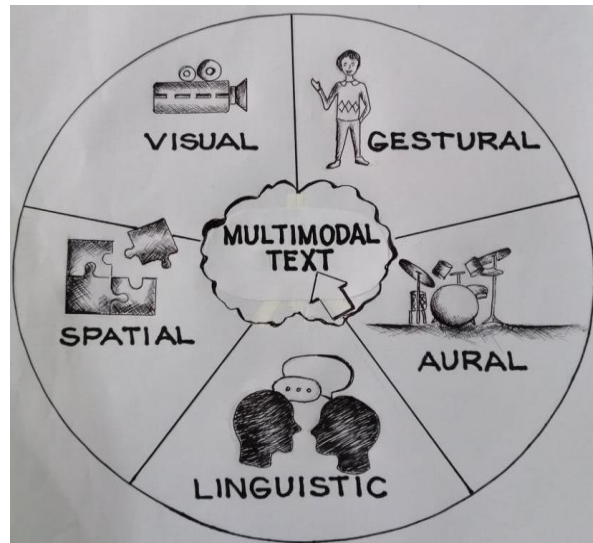 VISUAL
GESTURAL
MULTIMODAL
TEXT
SPATIAL
AURAL
LINGUISTIC